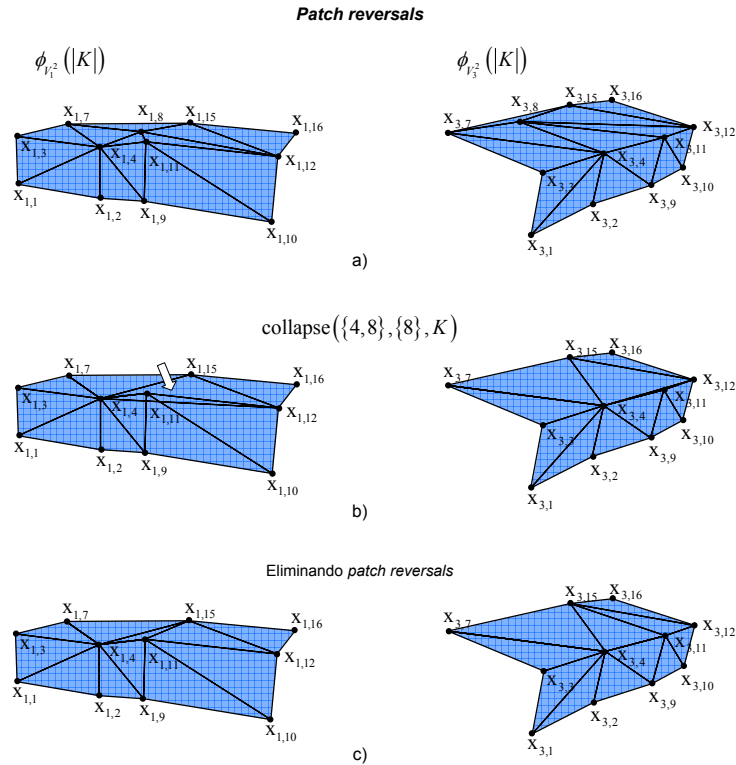 Patch reversals
a)
ϕ_{V_1^2}(|K|)
ϕ_{V_3^2}(|K|)
x_{1,7}
x_{1,8}
x_{1,15}
x_{1,16}
x_{1,3}
x_{1,4}
x_{1,11}
x_{1,12}
x_{1,1}
x_{1,2}
x_{1,9}
x_{1,10}
x_{3,15}
x_{3,16}
x_{3,7}
x_{3,8}
x_{3,12}
x_{3,11}
x_{3,4}
x_{3,3}
x_{3,10}
x_{3,9}
x_{3,2}
x_{3,1}
a)
collapse({4,8},{8},K)
x_{1,7}
x_{1,15}
x_{1,16}
x_{1,3}
x_{1,4}
x_{1,11}
x_{1,12}
x_{1,1}
x_{1,2}
x_{1,9}
x_{1,10}
x_{3,15}
x_{3,16}
x_{3,7}
x_{3,12}
x_{3,11}
x_{3,4}
x_{3,3}
x_{3,10}
x_{3,9}
x_{3,2}
x_{3,1}
b)
Eliminando patch reversals
x_{1,7}
x_{1,15}
x_{1,16}
x_{1,3}
x_{1,4}
x_{1,11}
x_{1,12}
x_{1,1}
x_{1,2}
x_{1,9}
x_{1,10}
x_{3,15}
x_{3,16}
x_{3,7}
x_{3,12}
x_{3,11}
x_{3,4}
x_{3,3}
x_{3,10}
x_{3,9}
x_{3,2}
x_{3,1}
c)